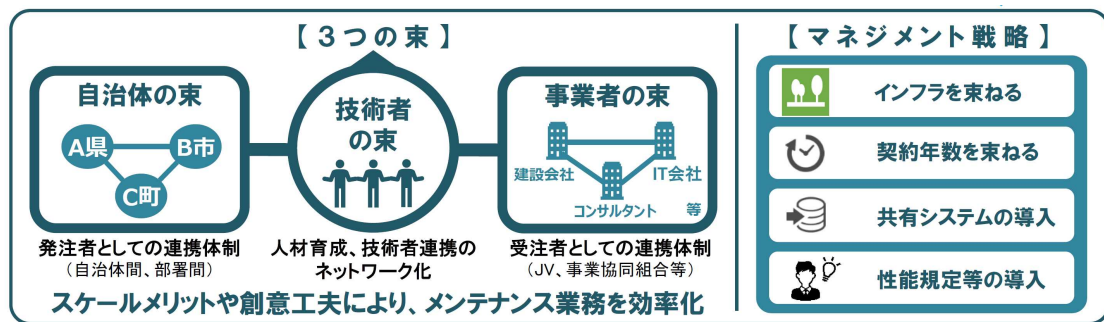 【３つの束】
自治体の束
A県
B市
C町
発注者としての連携体制
（自治体間、部署間）
技術者
の束
人材育成、技術者連携の
ネットワーク化
事業者の束
建設会社
IT会社
コンサルタント
等
受注者としての連携体制
（JV、事業協同組合等）
スケールメリットや創意工夫により、メンテナンス業務を効率化
【マネジメント戦略】
インフラを束ねる
契約年数を束ねる
共有システムの導入
性能規定等の導入